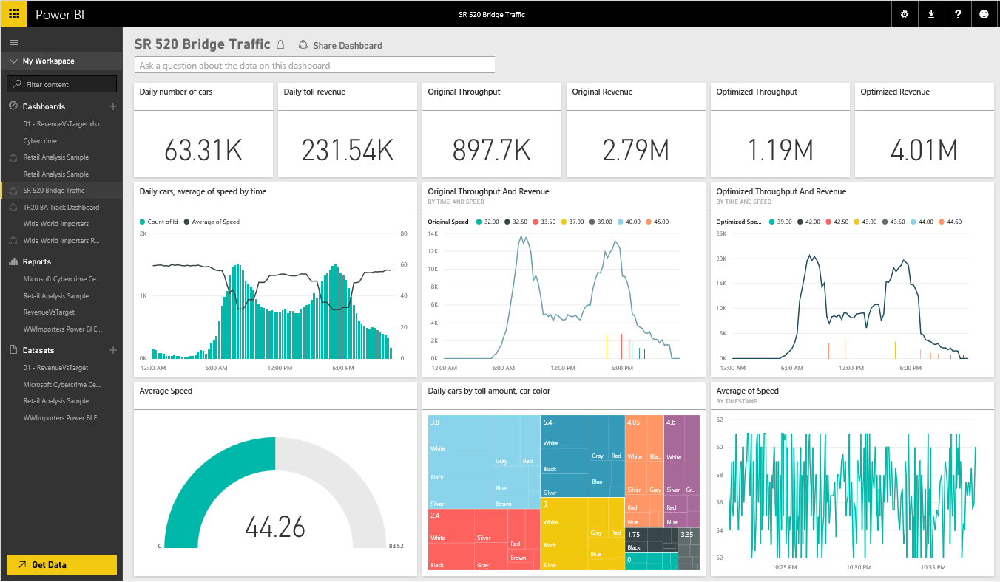 Power BI
SR 520 Bridge Traffic
?
My Workspace
Filter content
Dashboards
01 - RevenueVsTarget.xlsx
Cybercrime
Retail Analysis Sample
Retail Analysis Sample
SR 520 Bridge Traffic
TR20 BA Track Dashboard
Wide World Importers
Wide World Importers R...
Reports
Microsoft Cybercrime Ce...
Retail Analysis Sample
RevenueVsTarget
WWImporters Power BI E...
Datasets
01 - RevenueVsTarget
Microsoft Cybercrime Ce...
Retail Analysis Sample
WWImporters Power BI E...
Get Data
SR 520 Bridge Traffic Share Dashboard
Ask a question about the data on this dashboard
Daily number of cars
63.31K
Daily toll revenue
231.54K
Original Throughput
897.7K
Original Revenue
2.79M
Optimized Throughput
1.19M
Optimized Revenue
4.01M
Daily cars, average of speed by time
Count of Id Average of Speed
2K 80
60
1K 40
20
0K 0
12:00 AM 6:00 AM 12:00 PM 6:00 PM
Original Throughput And Revenue
BY TIME, AND SPEED
Original Speed 32.00 32.50 33.50 37.00 39.00 40.00 45.00
14K
12K
10K
8K
6K
4K
2K
0K
12:00 AM 6:00 AM 12:00 PM 6:00 PM
Optimized Throughput And Revenue
BY TIME AND SPEED
Optimized Spe... 39.00 42.00 42.50 43.00 43.50 44.00 44.60
25K
20K
15K
10K
5K
0K
12:00 AM 6:00 AM 12:00 PM 6:00 PM
Average Speed
44.26
0 88.52
Daily cars by toll amount, car color
3.8
White
Gray Red
Black
Blue
Silver Brown
2.4
White Silver
Red
Brown
Black Gray
5.4
White
Gray Red
Black
Blue
Silver
3
White
Gray Red
Black
Blue
Silver
4.05
White Bla...
Silver Gray
Red
Blue
4.6
White
Silver Gr...
Red
Blue
1.75
Black
0
3.35
Average of Speed
BY TIMESTAMP
62
60
58
56
54
52
10:25 PM 10:30 PM 10:35 PM